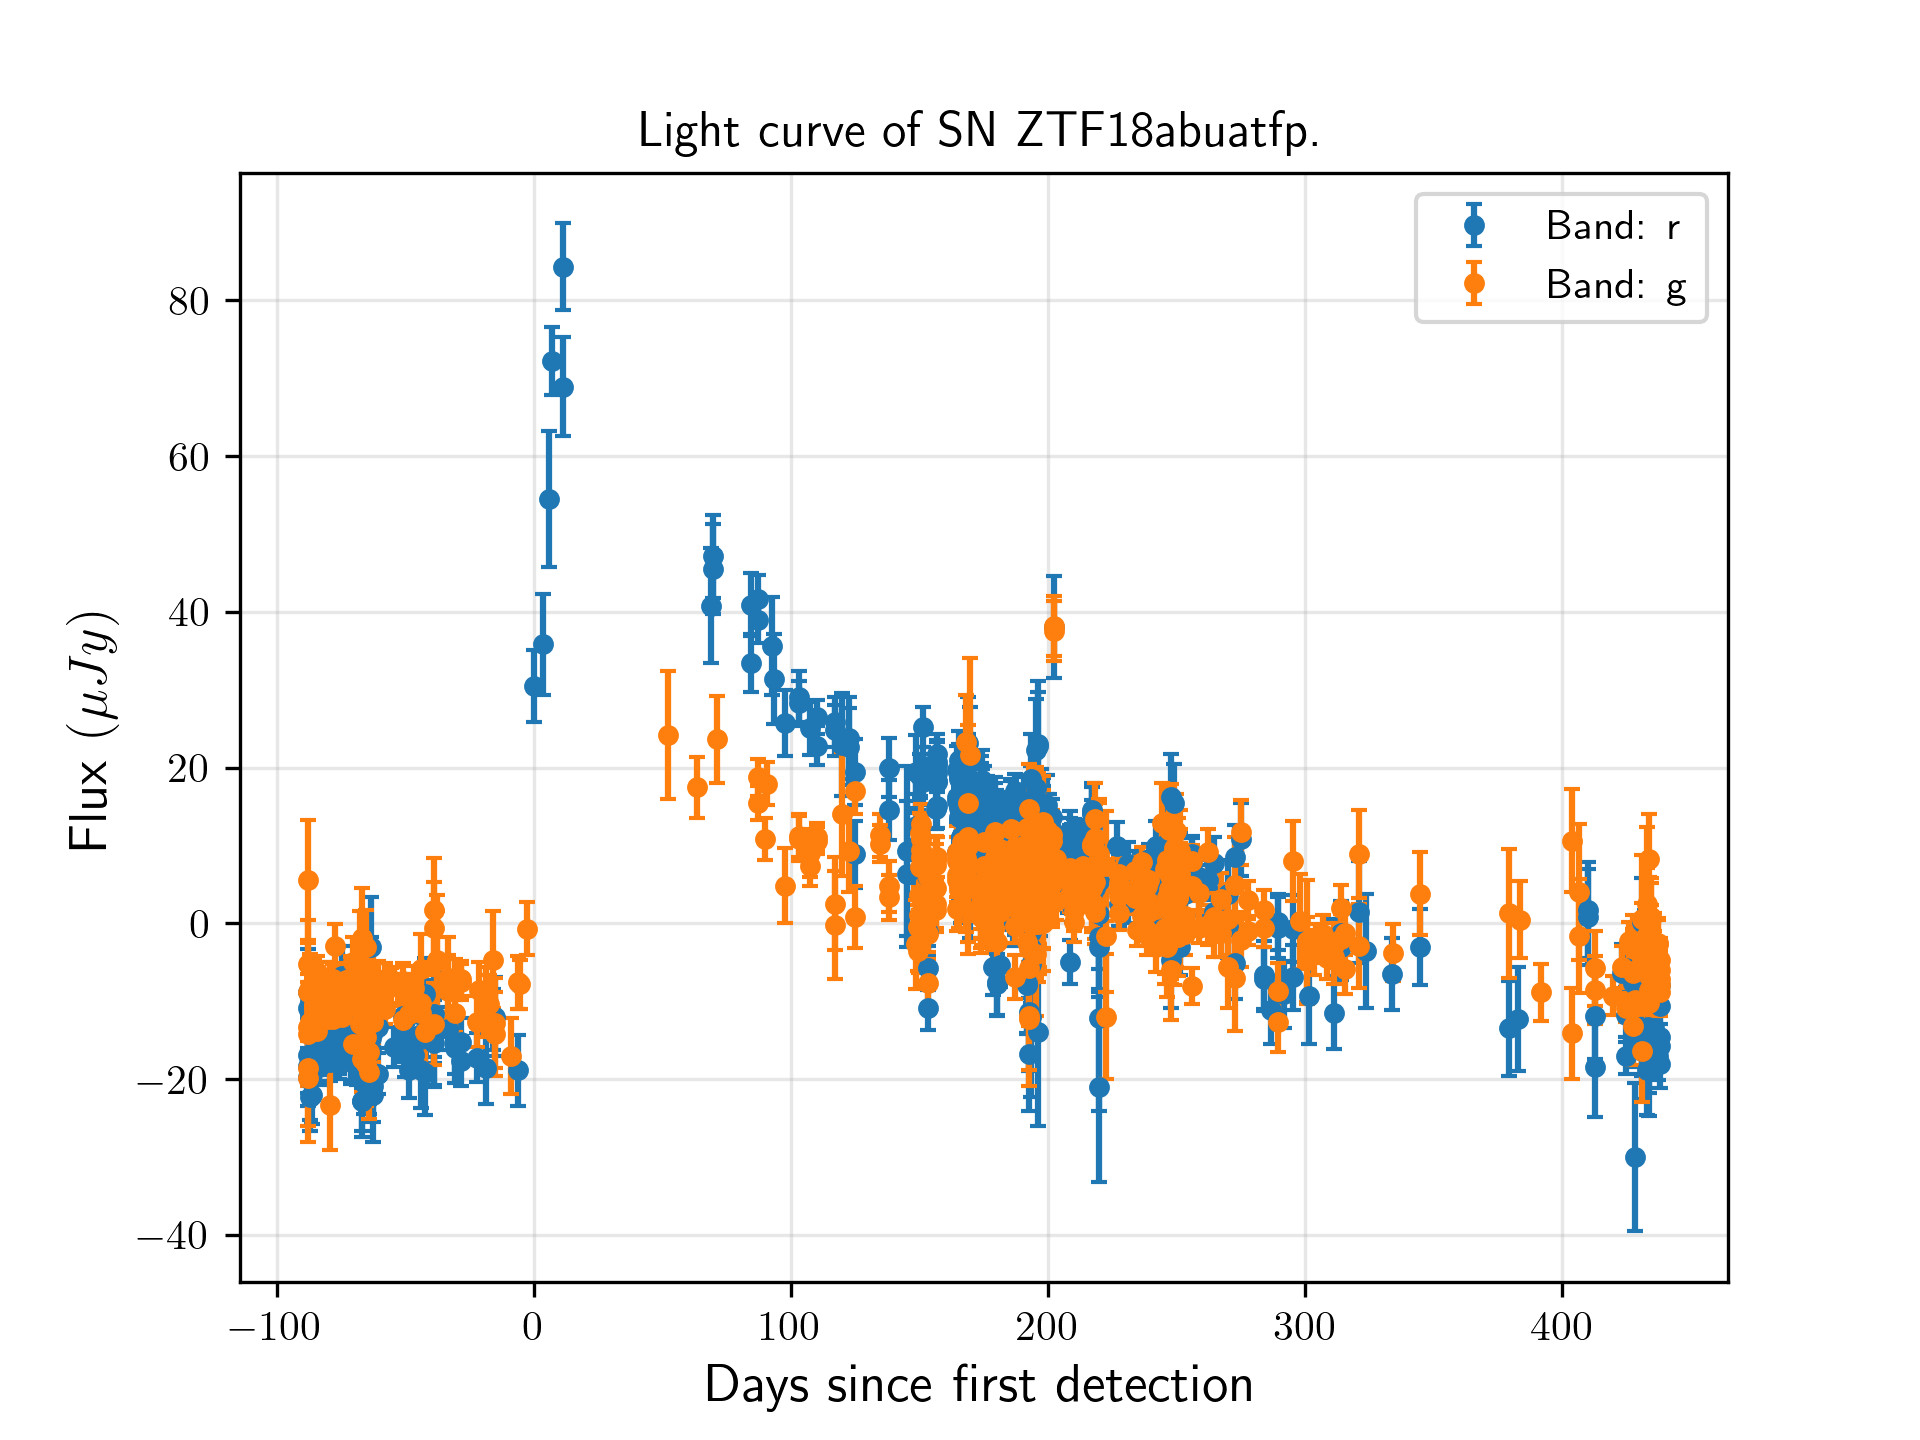 Light curve of SN ZTF18abuatfp.
Band: r
Band: g
Flux (μJy)
80
60
40
20
0
−20
−40
−100 0 100 200 300 400
Days since first detection